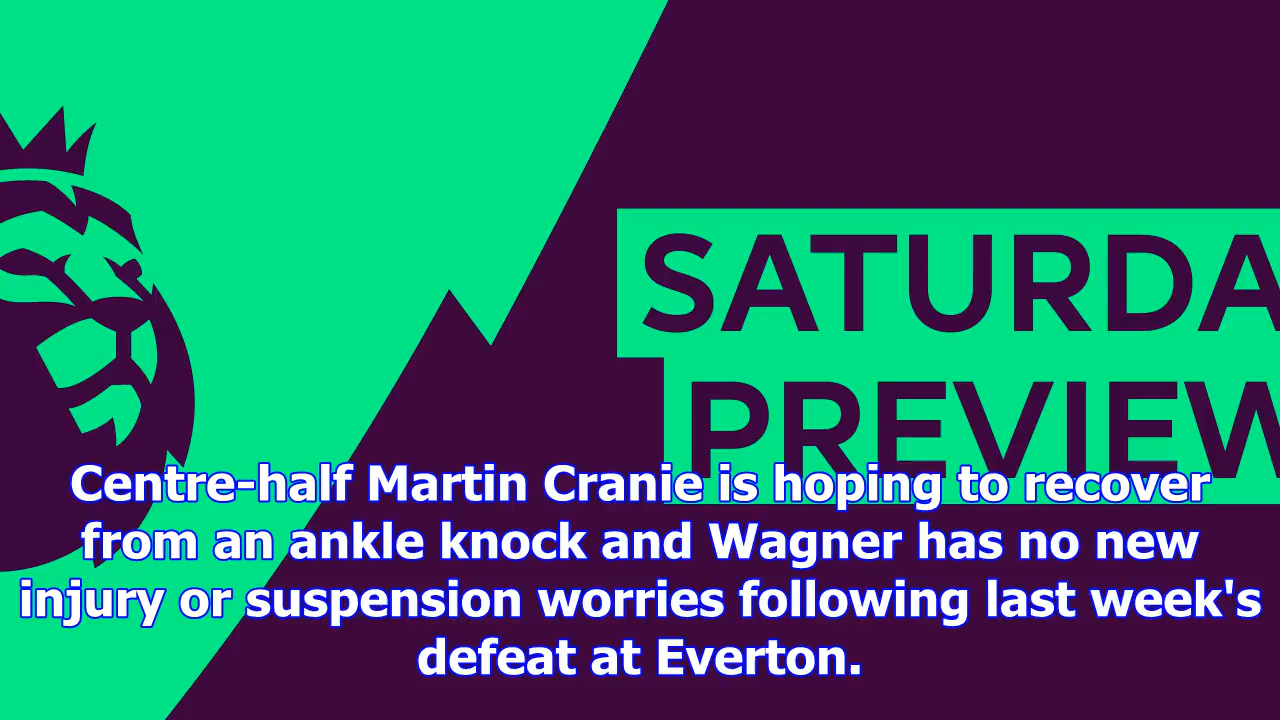 SATURDA
PREVIEW
Centre-half Martin Cranie is hoping to recover
from an ankle knock and Wagner has no new
injury or suspension worries following last week's
defeat at Everton.